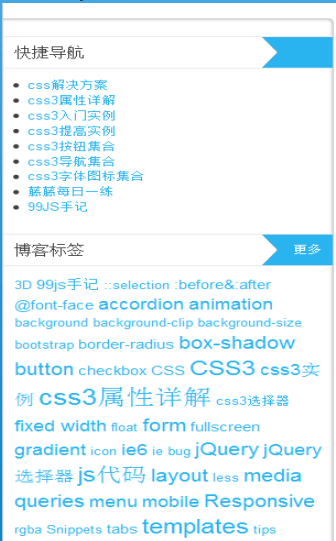 快捷导航
css解决方案
css3属性详解
css3入门实例
css3提高实例
css3按钮集合
css3导航集合
css3字体图标集合
藤藤每日一练
99JS手记
博客标签 更多
3D 99js手记 ::selection :before&:after
@font-face accordion animation
background background-clip background-size
bootstrap border-radius box-shadow
button checkbox CSS CSS3 css3实
例 css3属性详解 css3选择器
fixed width float form fullscreen
gradient icon ie6 ie bug jQuery jQuery
选择器 js代码 layout less media
queries menu mobile Responsive
rgba Snippets tabs templates tips